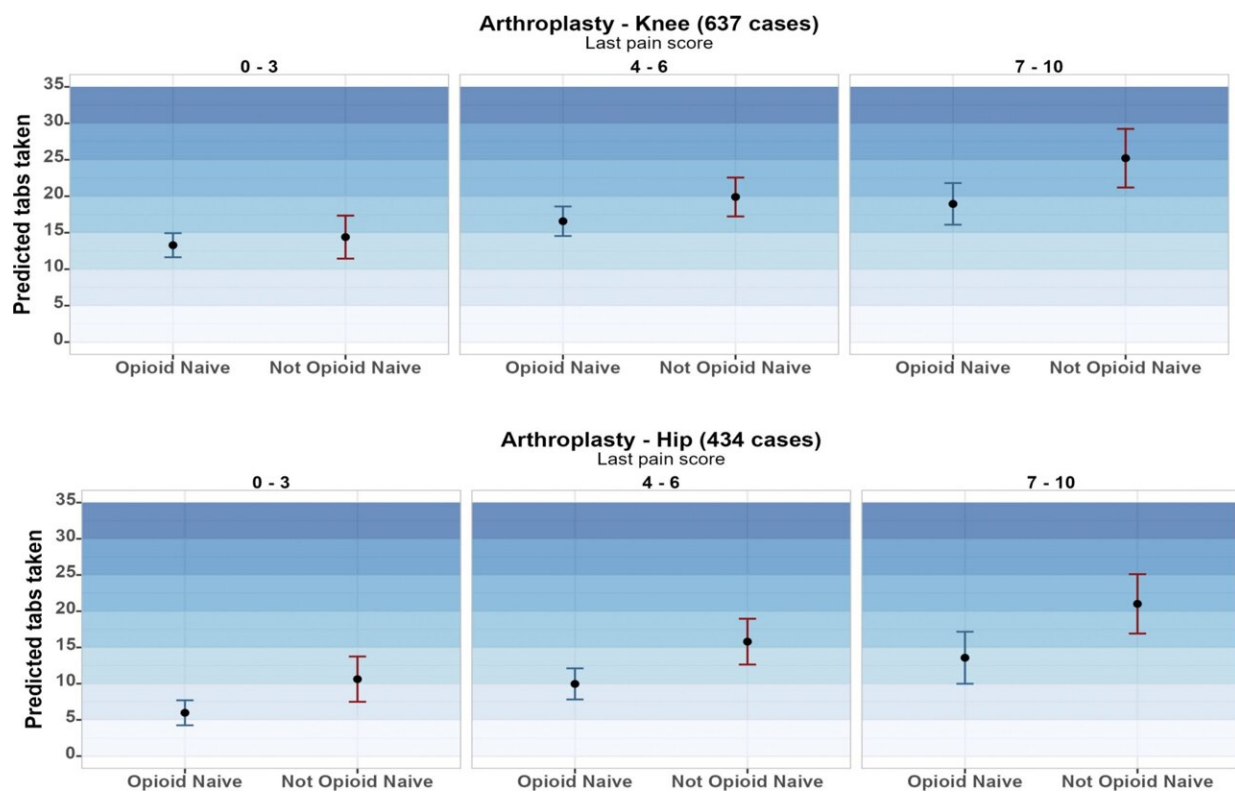 Arthroplasty - Knee (637 cases)
Last pain score
0 - 3 4 - 6 7 - 10
Predicted tabs taken
35
30
25
20
15
10
5
0
Opioid Naive Not Opioid Naive Opioid Naive Not Opioid Naive Opioid Naive Not Opioid Naive
Arthroplasty - Hip (434 cases)
Last pain score
0 - 3 4 - 6 7 - 10
Predicted tabs taken
35
30
25
20
15
10
5
0
Opioid Naive Not Opioid Naive Opioid Naive Not Opioid Naive Opioid Naive Not Opioid Naive